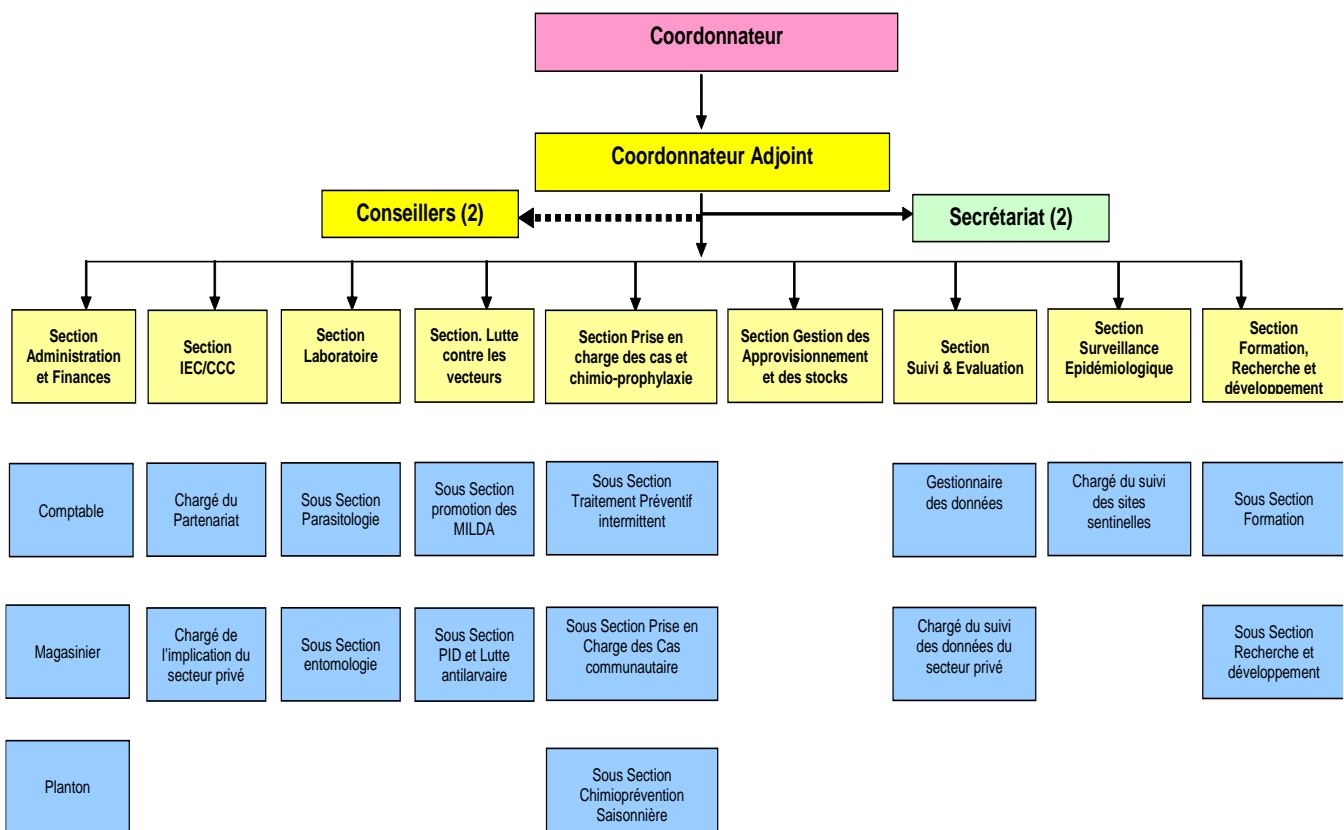 Coordonnateur
Coordonnateur Adjoint
Conseillers (2)
Secrétariat (2)
Section
Administration
et Finances
Section
IEC/CCC
Section
Laboratoire
Section. Lutte
contre les
vecteurs
Section Prise en
charge des cas et
chimio-prophylaxie
Section Gestion des
Approvisionnement
et des stocks
Section
Suivi & Evaluation
Section
Surveillance
Epidémiologique
Section
Formation,
Recherche et
développement
Comptable
Chargé du
Partenariat
Sous Section
Parasitologie
Sous Section
promotion des
MILDA
Sous Section
Traitement Préventif
intermittent
Gestionnaire
des données
Chargé du suivi
des sites
sentinelles
Sous Section
Formation
Magasinier
Chargé de
l'implication du
secteur privé
Sous Section
entomologie
Sous Section
PID et Lutte
antilarvaire
Sous Section Prise en
Charge des Cas
communautaire
Chargé du suivi
des données du
secteur privé
Sous Section
Recherche et
développement
Planton
Sous Section
Chimioprévention
Saisonnière